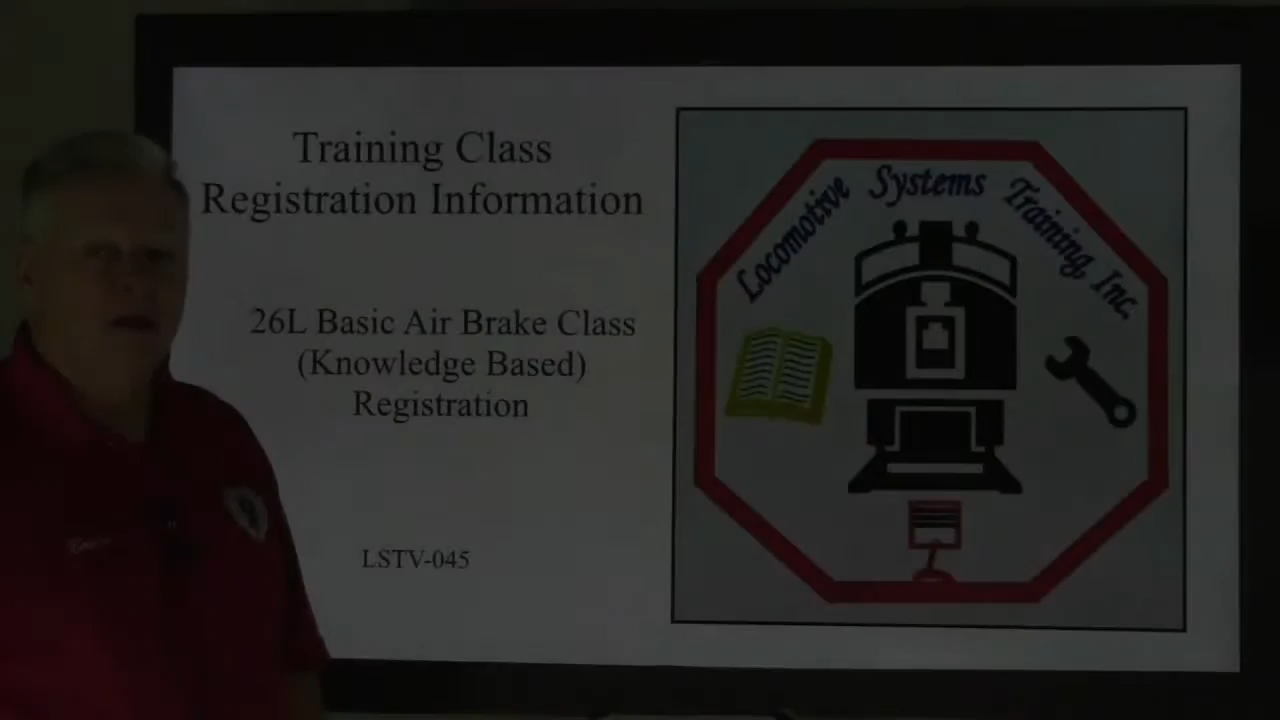 Training Class
Registration Information
26L Basic Air Brake Class
(Knowledge Based)
Registration
LSTV-045
Locomotive Systems Training, Inc.